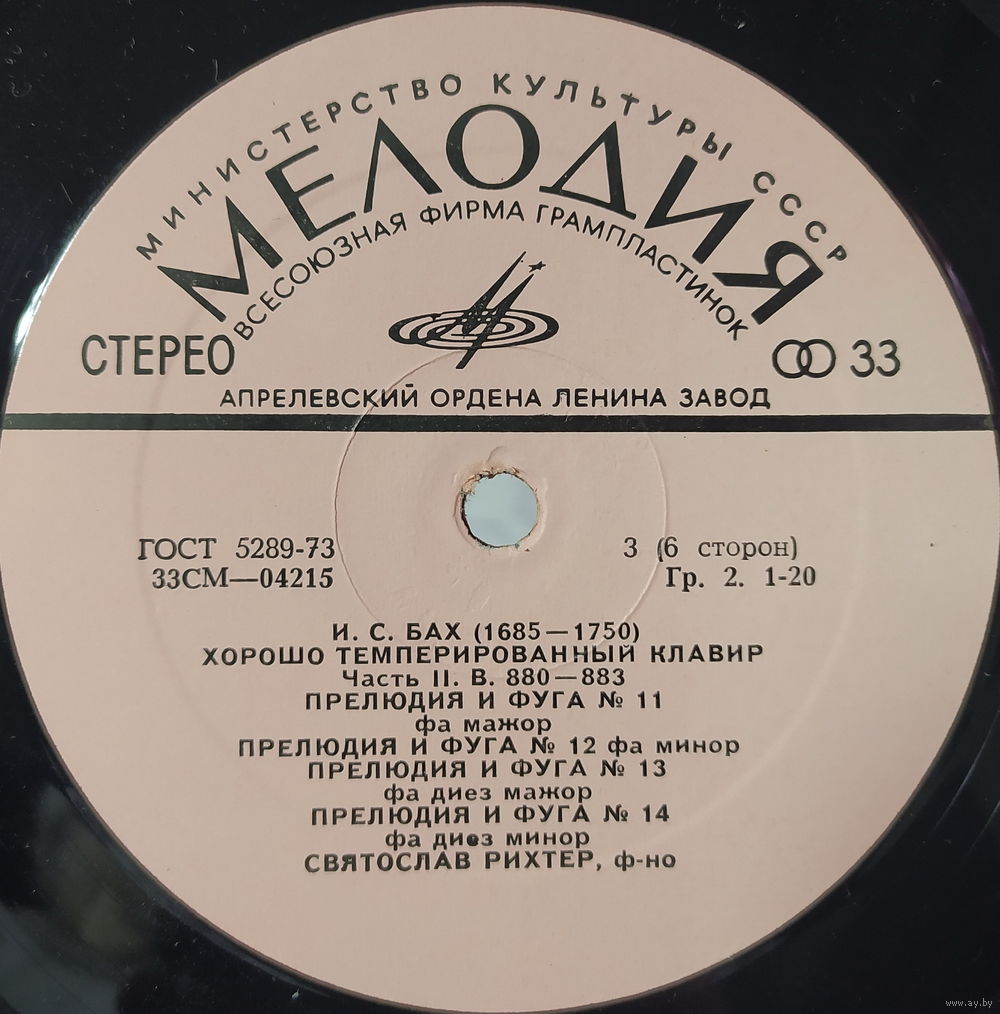 МИНИСТЕРСТВО КУЛЬТУРЫ СССР
МЕЛОДИЯ
ВСЕСОЮЗНАЯ ФИРМА ГРАМПЛАСТИНОК
СТЕРЕО
33
АПРЕЛЕВСКИЙ ОРДЕНА ЛЕНИНА ЗАВОД
ГОСТ 5289-73
33СМ—04215
3 (6 сторон)
Гр. 2. 1-20
И. С. БАХ (1685—1750)
ХОРОШО ТЕМПЕРИРОВАННЫЙ КЛАВИР
Часть II. В. 880—883
ПРЕЛЮДИЯ И ФУГА № 11
фа мажор
ПРЕЛЮДИЯ И ФУГА № 12 фа минор
ПРЕЛЮДИЯ И ФУГА № 13
фа диез мажор
ПРЕЛЮДИЯ И ФУГА № 14
фа диез минор
СВЯТОСЛАВ РИХТЕР, ф-но
www.ay.by